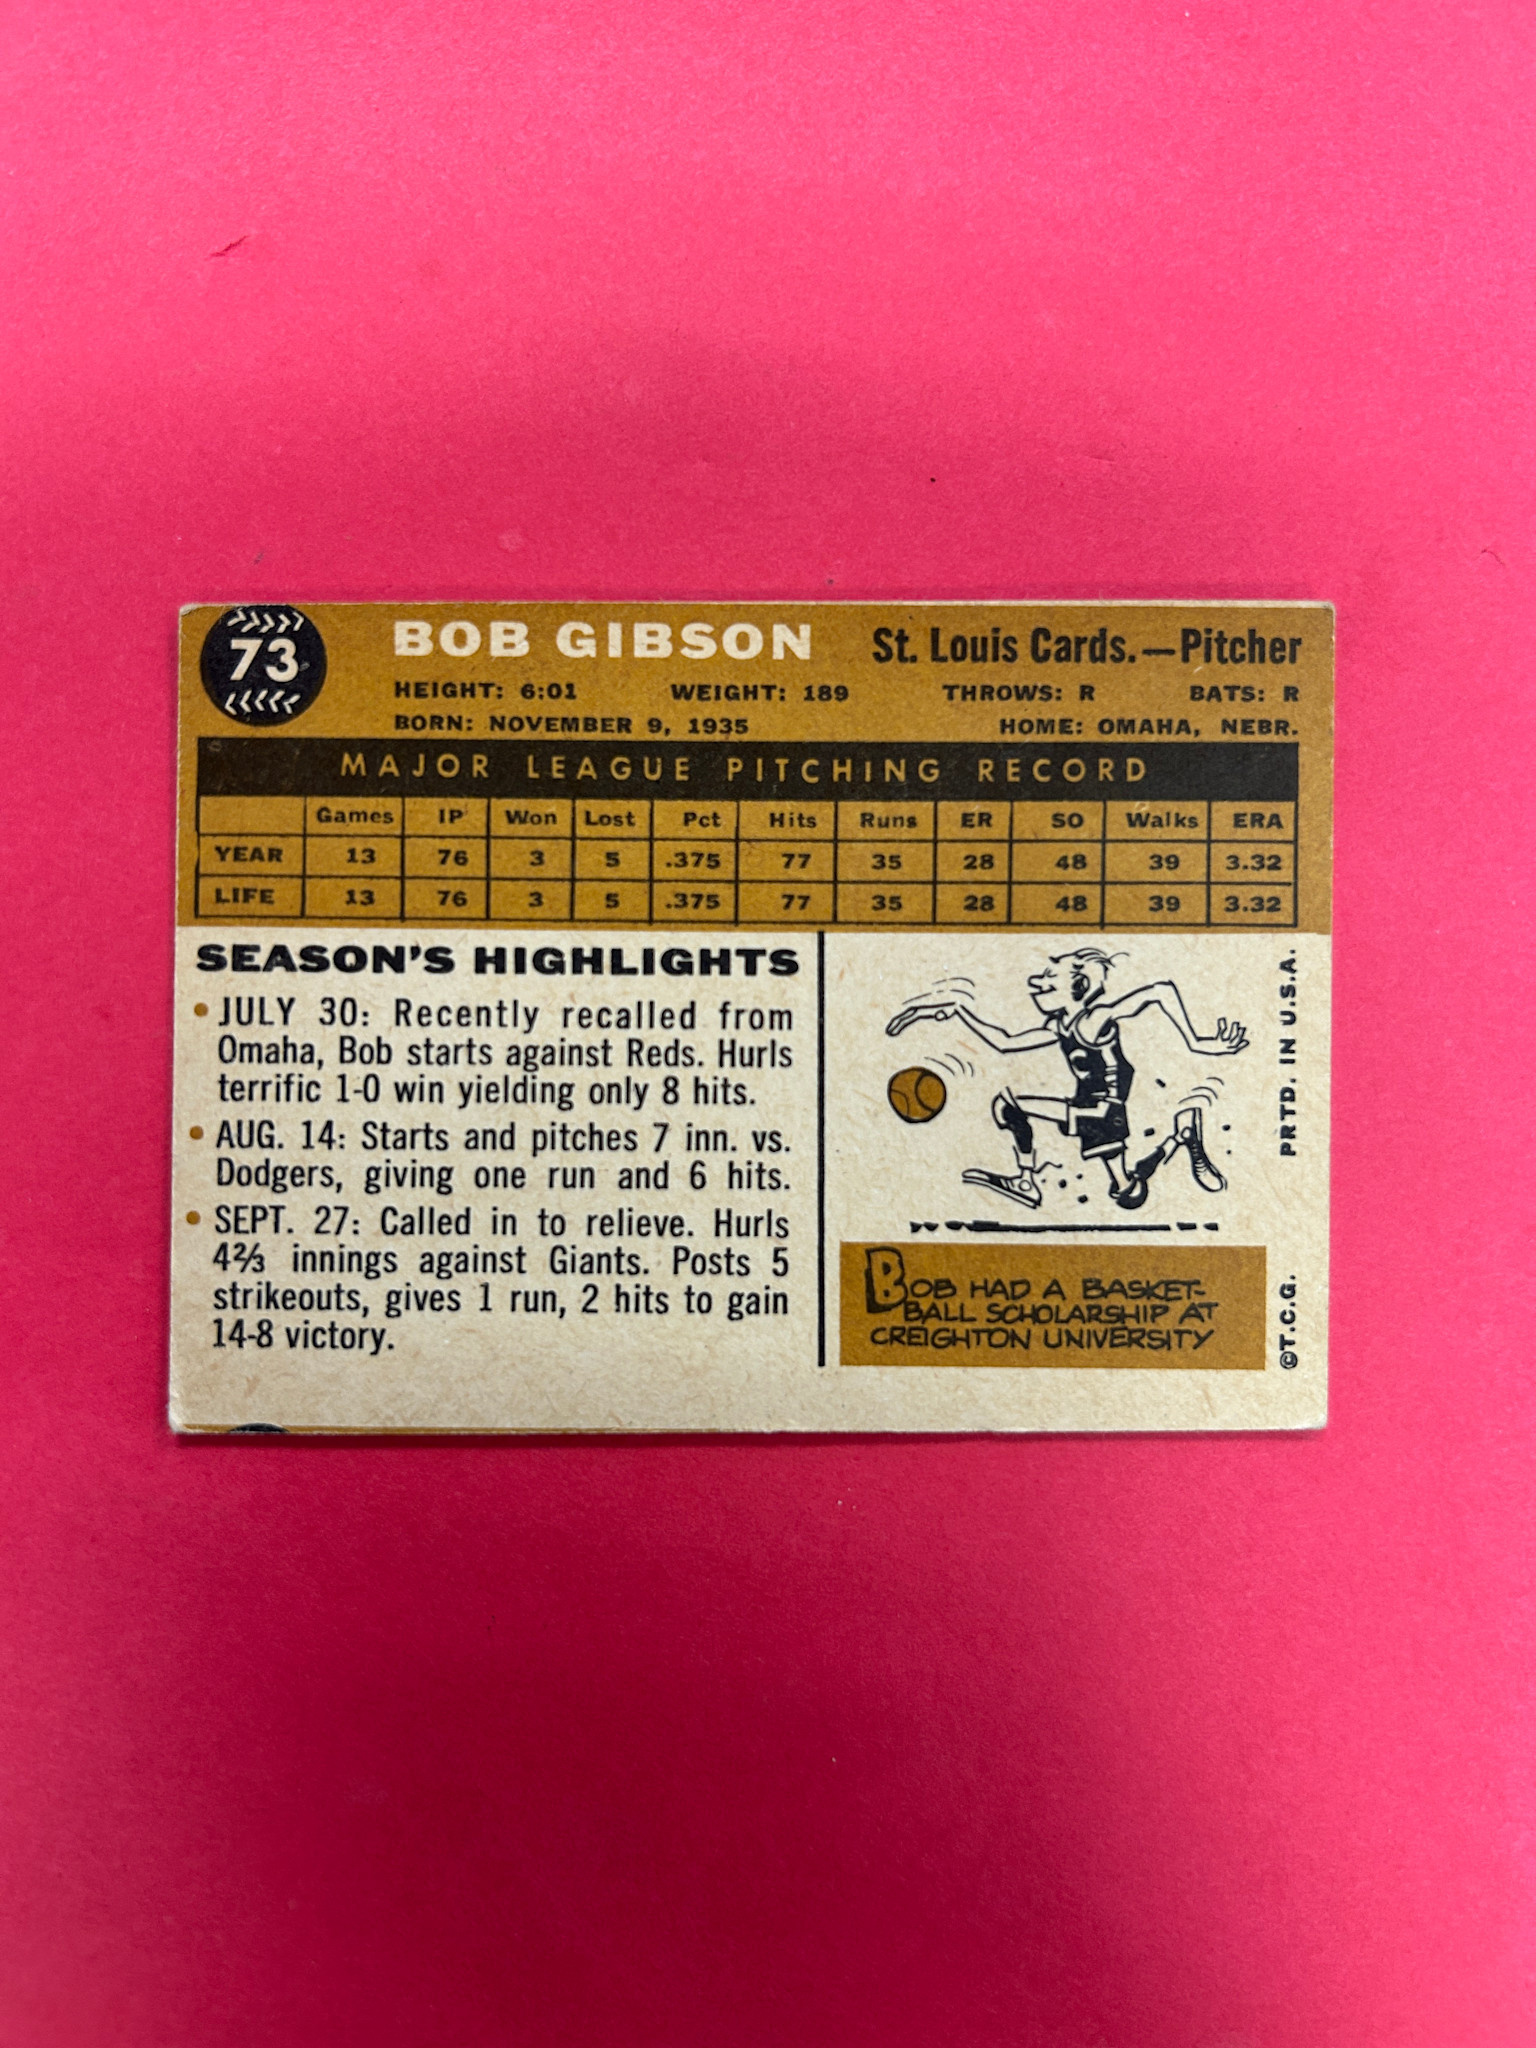 73
BOB GIBSON St. Louis Cards.—Pitcher
HEIGHT: 6:01 WEIGHT: 189 THROWS: R BATS: R
BORN: NOVEMBER 9, 1935 HOME: OMAHA, NEBR.
MAJOR LEAGUE PITCHING RECORD
Games IP Won Lost Pct Hits Runs ER SO Walks ERA
YEAR 13 76 3 5 .375 77 35 28 48 39 3.32
LIFE 13 76 3 5 .375 77 35 28 48 39 3.32
SEASON'S HIGHLIGHTS
• JULY 30: Recently recalled from
Omaha, Bob starts against Reds. Hurls
terrific 1-0 win yielding only 8 hits.
• AUG. 14: Starts and pitches 7 inn. vs.
Dodgers, giving one run and 6 hits.
• SEPT. 27: Called in to relieve. Hurls
4⅔ innings against Giants. Posts 5
strikeouts, gives 1 run, 2 hits to gain
14-8 victory.
BOB HAD A BASKET-
BALL SCHOLARSHIP AT
CREIGHTON UNIVERSITY
©T.C.G. PRTD. IN U.S.A.